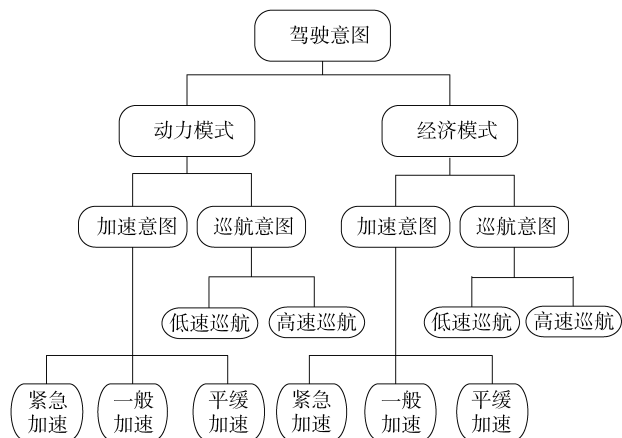 驾驶意图
动力模式
经济模式
加速意图
巡航意图
加速意图
巡航意图
低速巡航
高速巡航
低速巡航
高速巡航
紧急
加速
一般
加速
平缓
加速
紧急
加速
一般
加速
平缓
加速